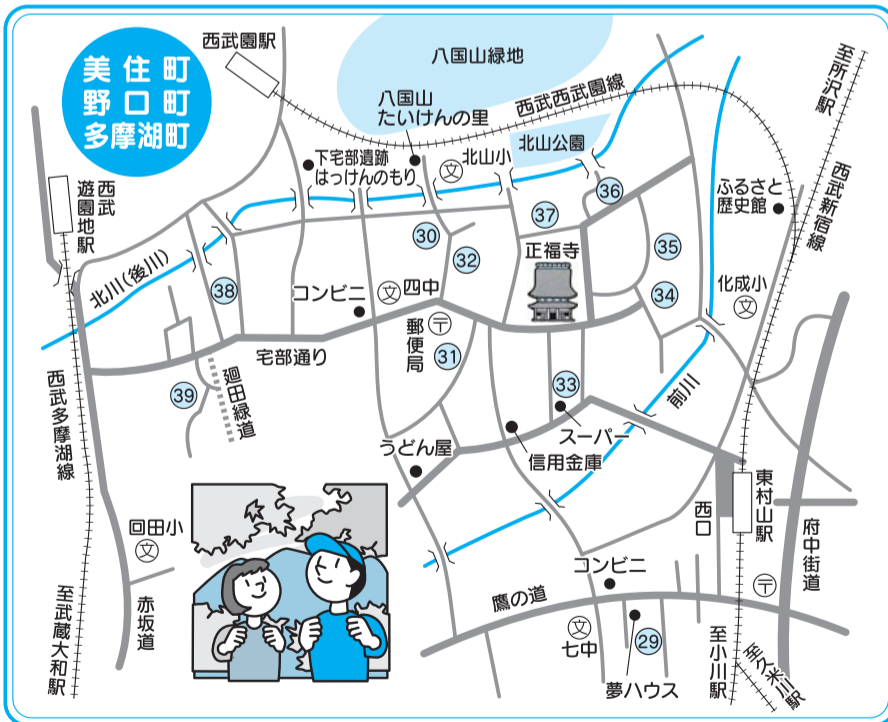 美住町
野口町
多摩湖町
西武園駅
八国山緑地
八国山
たいけんの里
西武西武園線
至所沢駅
西武新宿線
北山公園
下宅部遺跡
はっけんのもり
文
北山小
36
ふるさと
歴史館
西武
遊園地駅
37
30
32
正福寺
35
34
化成小
文
北川(後川)
38
コンビニ
文
四中
〒
郵便局
31
宅部通り
39
廻田緑道
33
スーパー
信用金庫
前川
うどん屋
西武多摩湖線
西口
東村山駅
府中街道
回田小
文
赤坂道
至武蔵大和駅
コンビニ
鷹の道
〒
文
七中
29
夢ハウス
至小川駅
至久米川駅